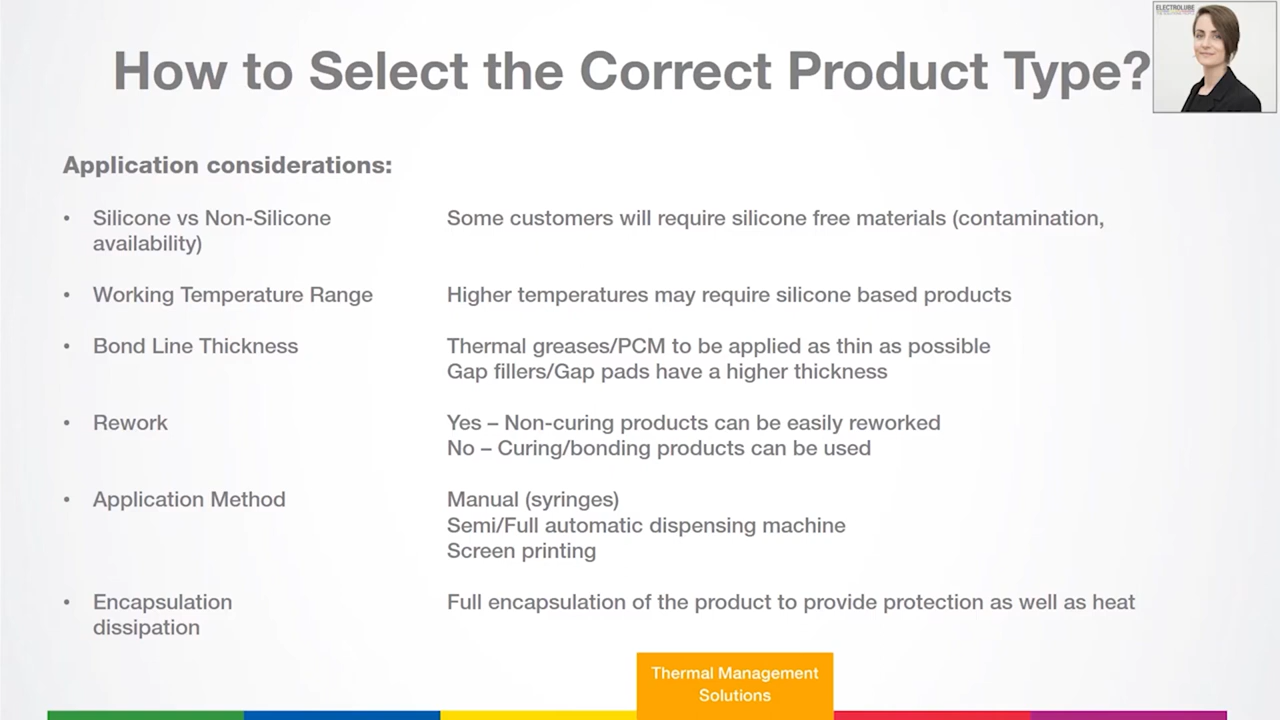 ELECTROLUBE
How to Select the Correct Product Type?
Application considerations:
• Silicone vs Non-Silicone Some customers will require silicone free materials (contamination,
availability)
• Working Temperature Range Higher temperatures may require silicone based products
• Bond Line Thickness Thermal greases/PCM to be applied as thin as possible
Gap fillers/Gap pads have a higher thickness
• Rework Yes – Non-curing products can be easily reworked
No – Curing/bonding products can be used
• Application Method Manual (syringes)
Semi/Full automatic dispensing machine
Screen printing
• Encapsulation Full encapsulation of the product to provide protection as well as heat
dissipation
Thermal Management
Solutions